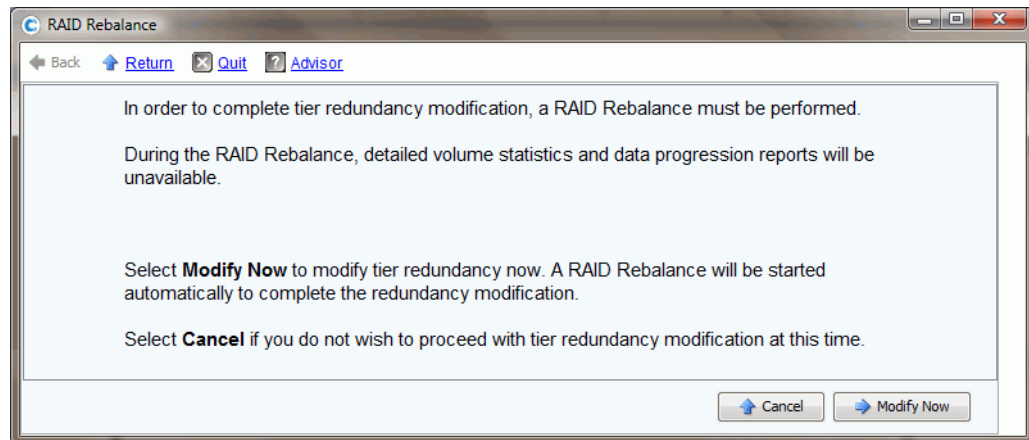 RAID Rebalance
Back Return Quit Advisor
In order to complete tier redundancy modification, a RAID Rebalance must be performed.
During the RAID Rebalance, detailed volume statistics and data progression reports will be
unavailable.
Select Modify Now to modify tier redundancy now. A RAID Rebalance will be started
automatically to complete the redundancy modification.
Select Cancel if you do not wish to proceed with tier redundancy modification at this time.
Cancel Modify Now